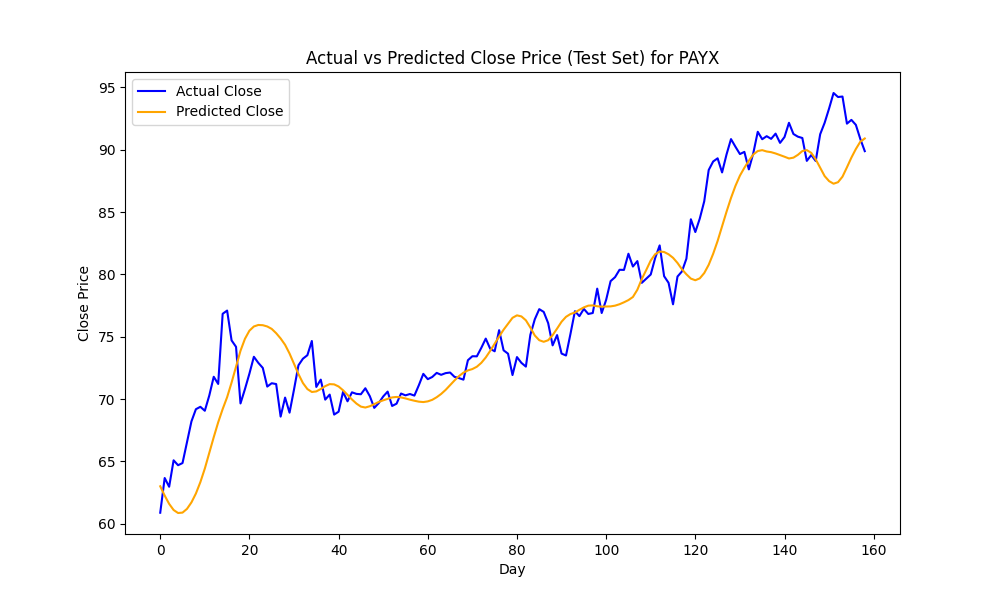 Actual vs Predicted Close Price (Test Set) for PAYX
Actual Close
Predicted Close
Close Price
95
90
85
80
75
70
65
60
0 20 40 60 80 100 120 140 160
Day